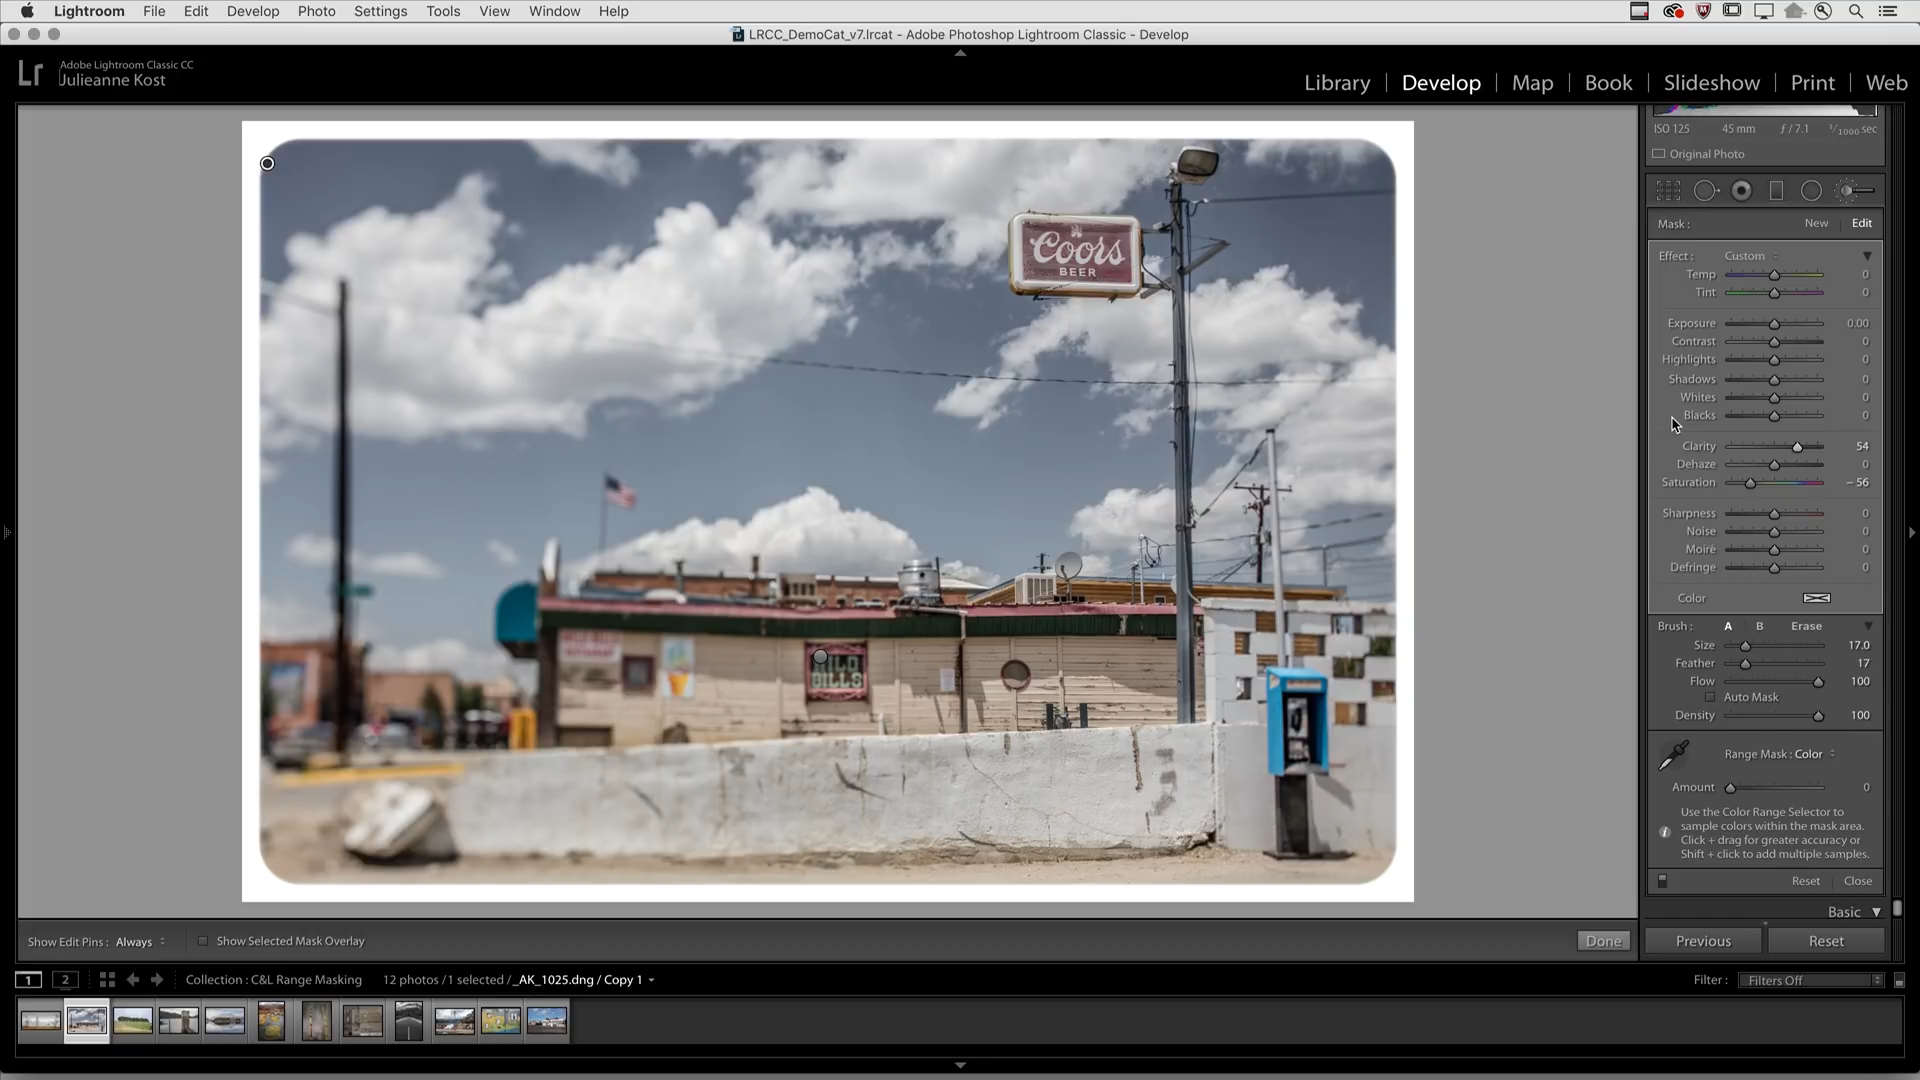 Lightroom File Edit Develop Photo Settings Tools View Window Help
LRCC_DemoCat_v7.lrcat - Adobe Photoshop Lightroom Classic - Develop
Lr
Adobe Lightroom Classic CC
Julieanne Kost
Library | Develop | Map | Book | Slideshow | Print | Web
ISO 125 45 mm ƒ / 7.1 1/1000 sec
Original Photo
Mask : New Edit
Effect : Custom
Temp 0
Tint 0
Exposure 0.00
Contrast 0
Highlights 0
Shadows 0
Whites 0
Blacks 0
Clarity 54
Dehaze 0
Saturation – 56
Sharpness 0
Noise 0
Moiré 0
Defringe 0
Color
Brush : A B Erase
Size 17.0
Feather 17
Flow 100
Auto Mask
Density 100
Range Mask : Color
Amount 0
Use the Color Range Selector to
sample colors within the mask area.
Click + drag for greater accuracy or
Shift + click to add multiple samples.
Reset Close
Basic
Previous Reset
Coors
BEER
WILD
BILLS
Show Edit Pins : Always Show Selected Mask Overlay Done
1 2 Collection : C&L Range Masking 12 photos / 1 selected / _AK_1025.dng / Copy 1 Filter : Filters Off